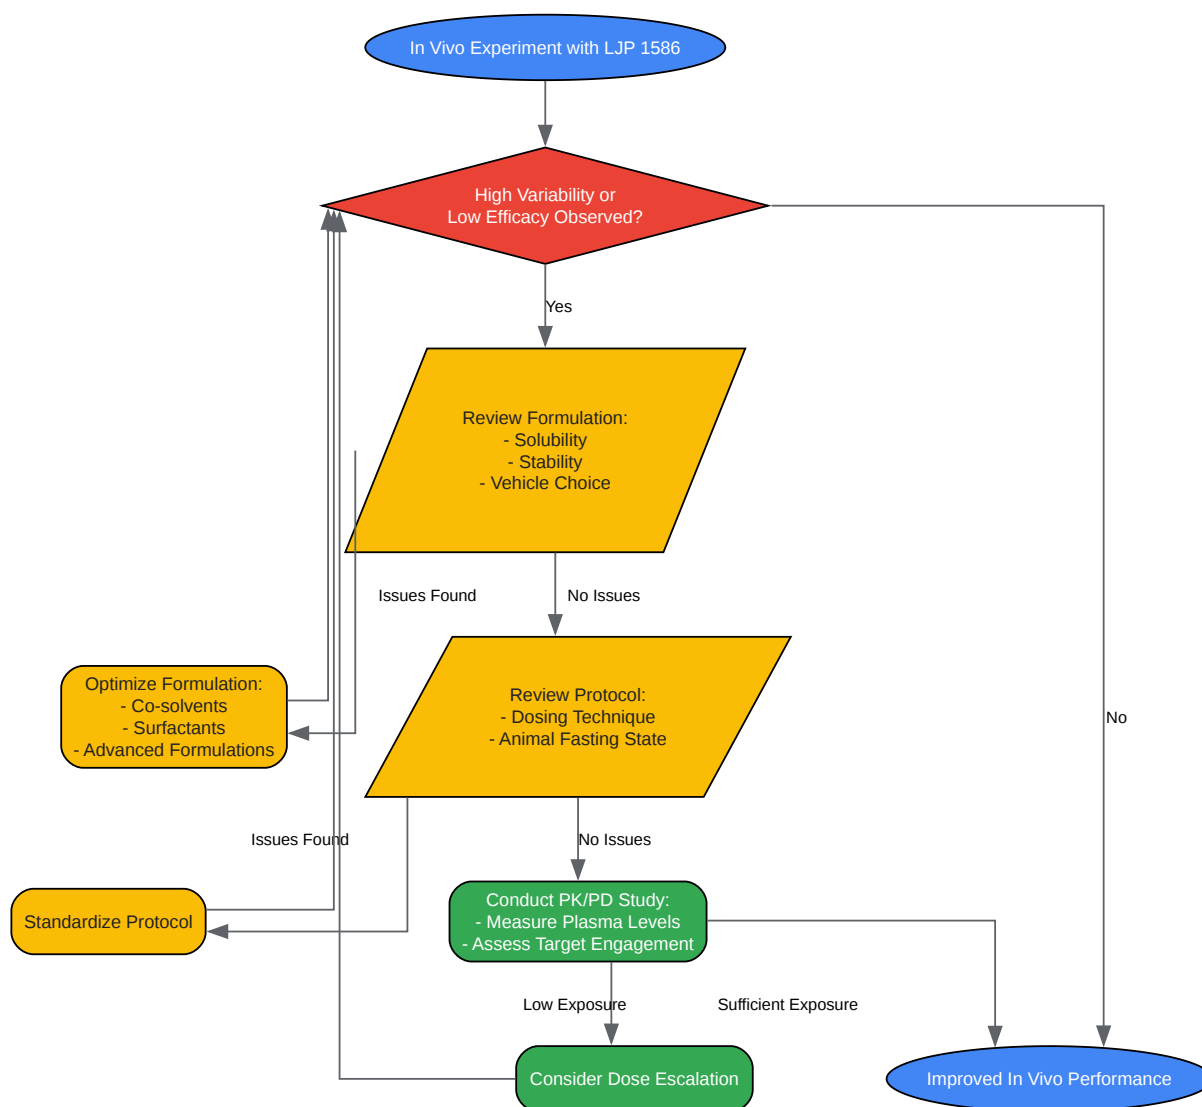 In Vivo Experiment with LJP 1586
High Variability or
Low Efficacy Observed?
Yes
Review Formulation:
- Solubility
- Stability
- Vehicle Choice
Issues Found
No Issues
Optimize Formulation:
- Co-solvents
- Surfactants
- Advanced Formulations
Review Protocol:
- Dosing Technique
- Animal Fasting State
No
Issues Found
No Issues
Standardize Protocol
Conduct PK/PD Study:
- Measure Plasma Levels
- Assess Target Engagement
Low Exposure
Sufficient Exposure
Consider Dose Escalation
Improved In Vivo Performance